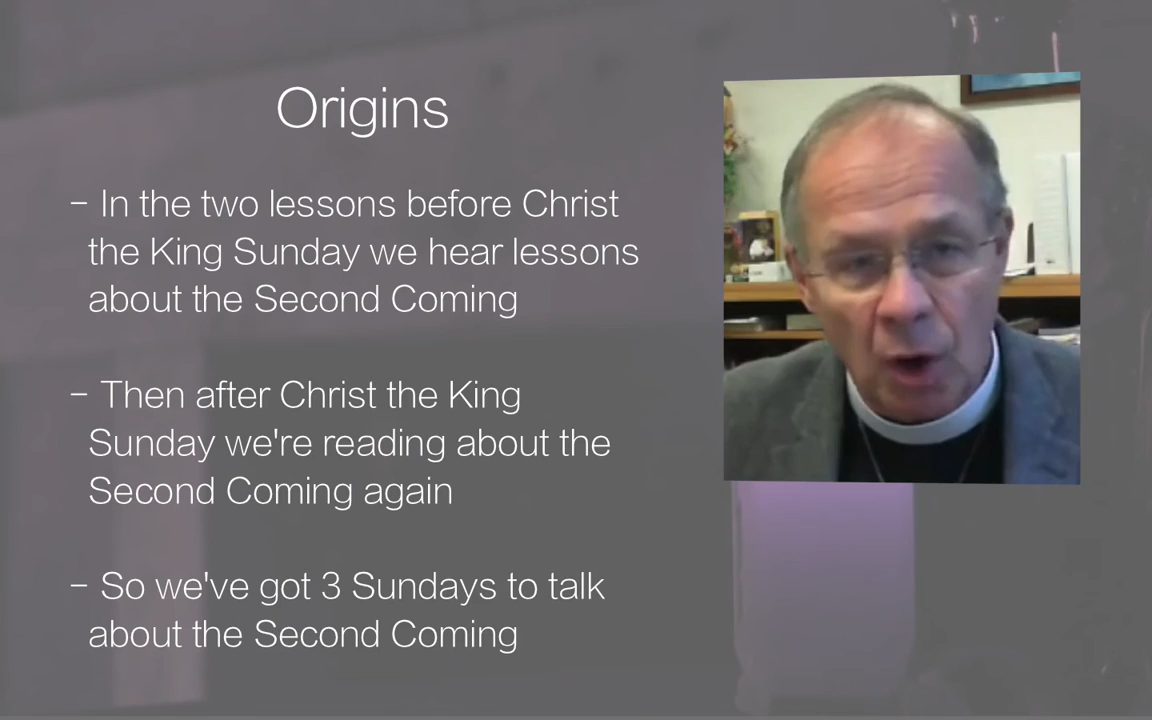 Origins
– In the two lessons before Christ
the King Sunday we hear lessons
about the Second Coming
– Then after Christ the King
Sunday we're reading about the
Second Coming again
– So we've got 3 Sundays to talk
about the Second Coming